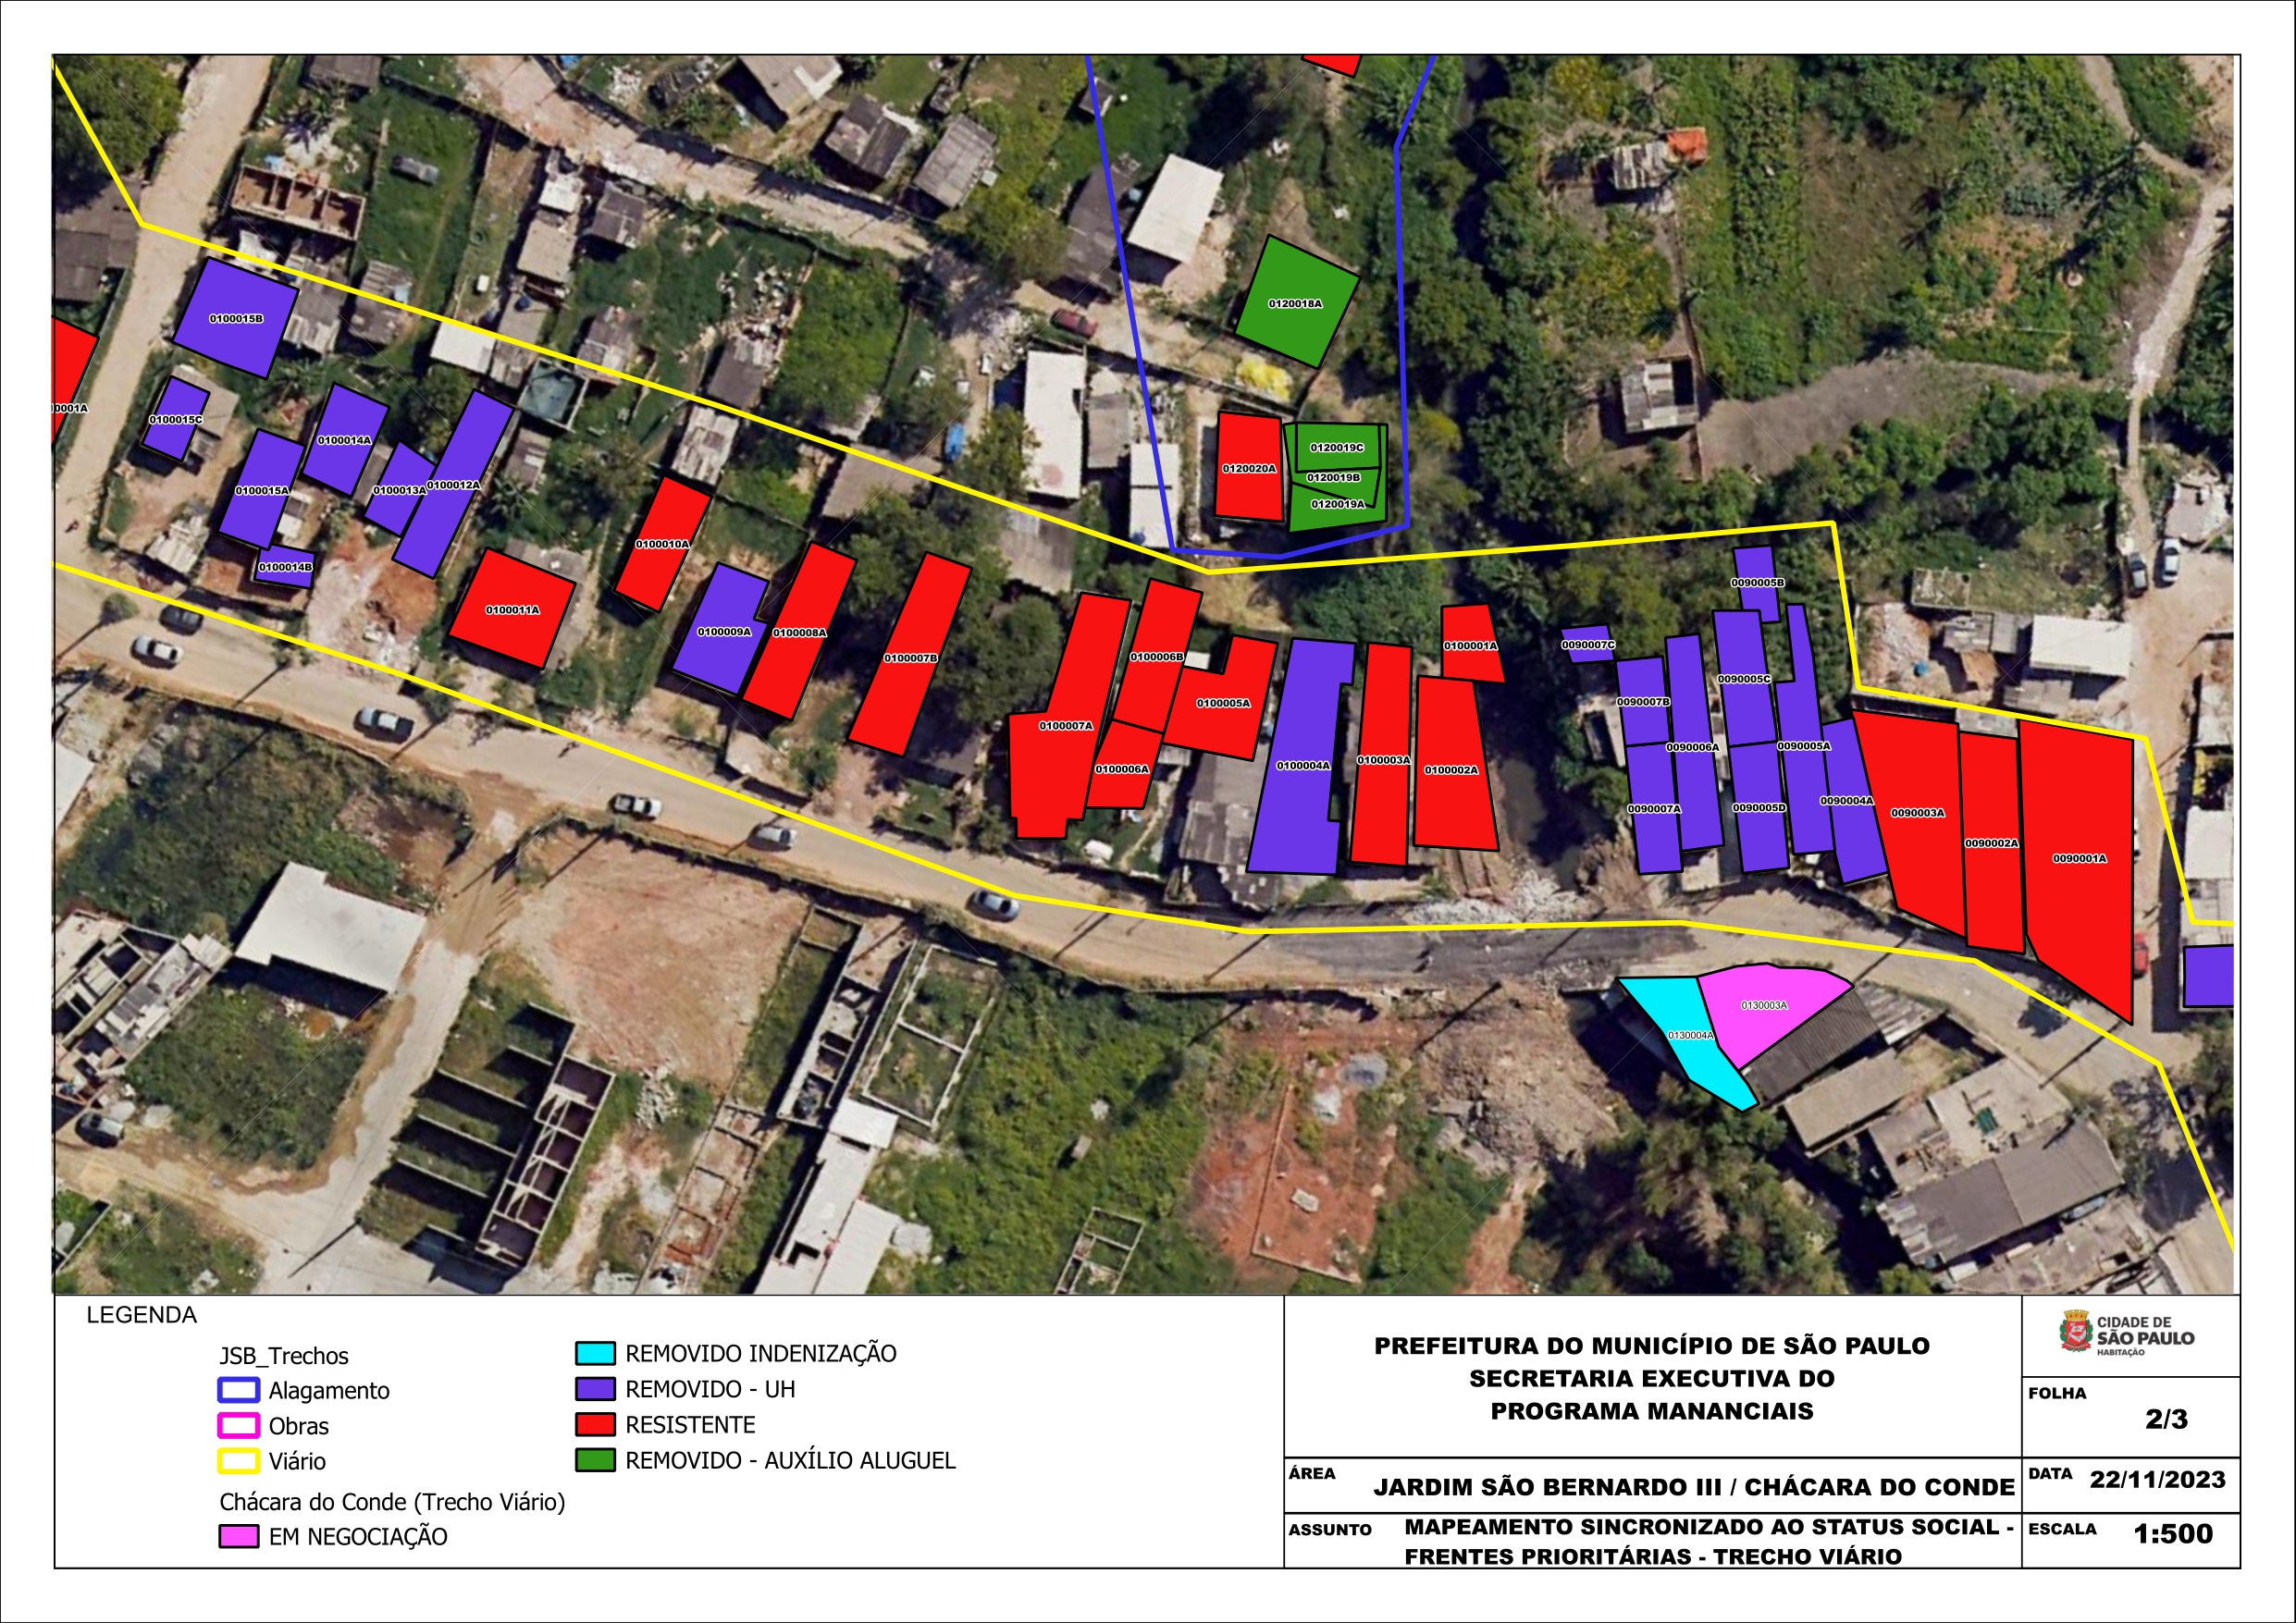 0120018A
0100015B
0001A
0100015C
0100014A
0120019C
0120020A
0120019B
0100015A
0100013A
0100012A
0120019A
0100010A
0100014B
0090005B
0100011A
0100009A
0100008A
0100001A
0090007C
0100007B
0100006B
0090005C
0100005A
0090007B
0100007A
0090006A
0090005A
0100004A
0100003A
0100006A
0100002A
0090007A
0090005D
0090004A
0090003A
0090002A
0090001A
0130003A
0130004A
LEGENDA
JSB_Trechos
Alagamento
Obras
Viário
Chácara do Conde (Trecho Viário)
EM NEGOCIAÇÃO
REMOVIDO INDENIZAÇÃO
REMOVIDO - UH
RESISTENTE
REMOVIDO - AUXÍLIO ALUGUEL
PREFEITURA DO MUNICÍPIO DE SÃO PAULO
SECRETARIA EXECUTIVA DO
PROGRAMA MANANCIAIS
CIDADE DE
SÃO PAULO
HABITAÇÃO
FOLHA
2/3
ÁREA
JARDIM SÃO BERNARDO III / CHÁCARA DO CONDE
DATA 22/11/2023
ASSUNTO
MAPEAMENTO SINCRONIZADO AO STATUS SOCIAL -
FRENTES PRIORITÁRIAS - TRECHO VIÁRIO
ESCALA 1:500